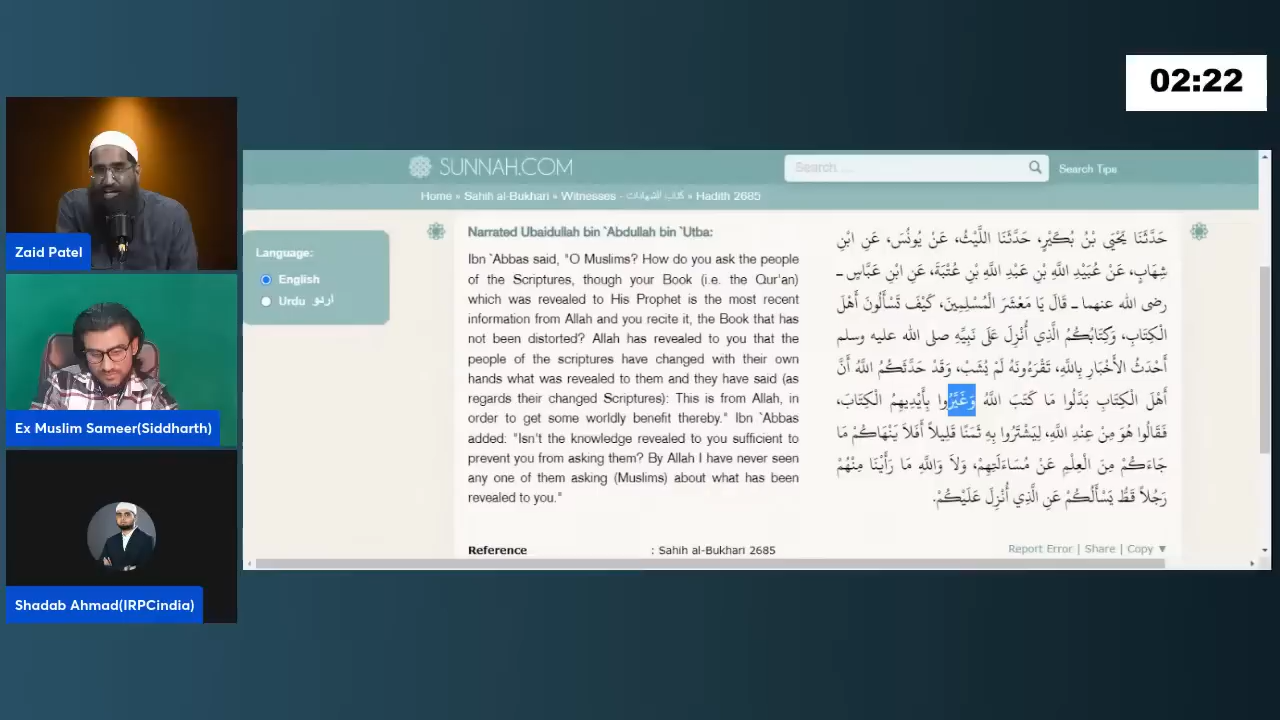 02:22
Zaid Patel
Ex Muslim Sameer(Siddharth)
Shadab Ahmad(IRPCindia)
SUNNAH.COM
Search ...
Search Tips
Home » Sahih al-Bukhari » Witnesses - كتاب الشهادات » Hadith 2685
Language:
English
Urdu اردو
Narrated Ubaidullah bin `Abdullah bin `Utba:
Ibn `Abbas said, "O Muslims? How do you ask the people
of the Scriptures, though your Book (i.e. the Qur'an)
which was revealed to His Prophet is the most recent
information from Allah and you recite it, the Book that has
not been distorted? Allah has revealed to you that the
people of the scriptures have changed with their own
hands what was revealed to them and they have said (as
regards their changed Scriptures): This is from Allah, in
order to get some worldly benefit thereby." Ibn `Abbas
added: "Isn't the knowledge revealed to you sufficient to
prevent you from asking them? By Allah I have never seen
any one of them asking (Muslims) about what has been
revealed to you."
حَدَّثَنَا يَحْيَى بْنُ بُكَيْرٍ، حَدَّثَنَا اللَّيْثُ، عَنْ يُونُسَ، عَنِ ابْنِ
شِهَابٍ، عَنْ عُبَيْدِ اللَّهِ بْنِ عَبْدِ اللَّهِ بْنِ عُتْبَةَ، عَنِ ابْنِ عَبَّاسٍ ـ
رضى الله عنهما ـ قَالَ يَا مَعْشَرَ الْمُسْلِمِينَ، كَيْفَ تَسْأَلُونَ أَهْلَ
الْكِتَابِ، وَكِتَابُكُمُ الَّذِي أُنْزِلَ عَلَى نَبِيِّهِ صلى الله عليه وسلم
أَحْدَثُ الأَخْبَارِ بِاللَّهِ، تَقْرَءُونَهُ لَمْ يُشَبْ، وَقَدْ حَدَّثَكُمُ اللَّهُ أَنَّ
أَهْلَ الْكِتَابِ بَدَّلُوا مَا كَتَبَ اللَّهُ وَغَيَّرُوا بِأَيْدِيهِمُ الْكِتَابَ،
فَقَالُوا هُوَ مِنْ عِنْدِ اللَّهِ، لِيَشْتَرُوا بِهِ ثَمَنًا قَلِيلاً أَفَلاَ يَنْهَاكُمْ مَا
جَاءَكُمْ مِنَ الْعِلْمِ عَنْ مُسَاءَلَتِهِمْ، وَلاَ وَاللَّهِ مَا رَأَيْنَا مِنْهُمْ
رَجُلاً قَطُّ يَسْأَلُكُمْ عَنِ الَّذِي أُنْزِلَ عَلَيْكُمْ.
Reference : Sahih al-Bukhari 2685
Report Error | Share | Copy ▼